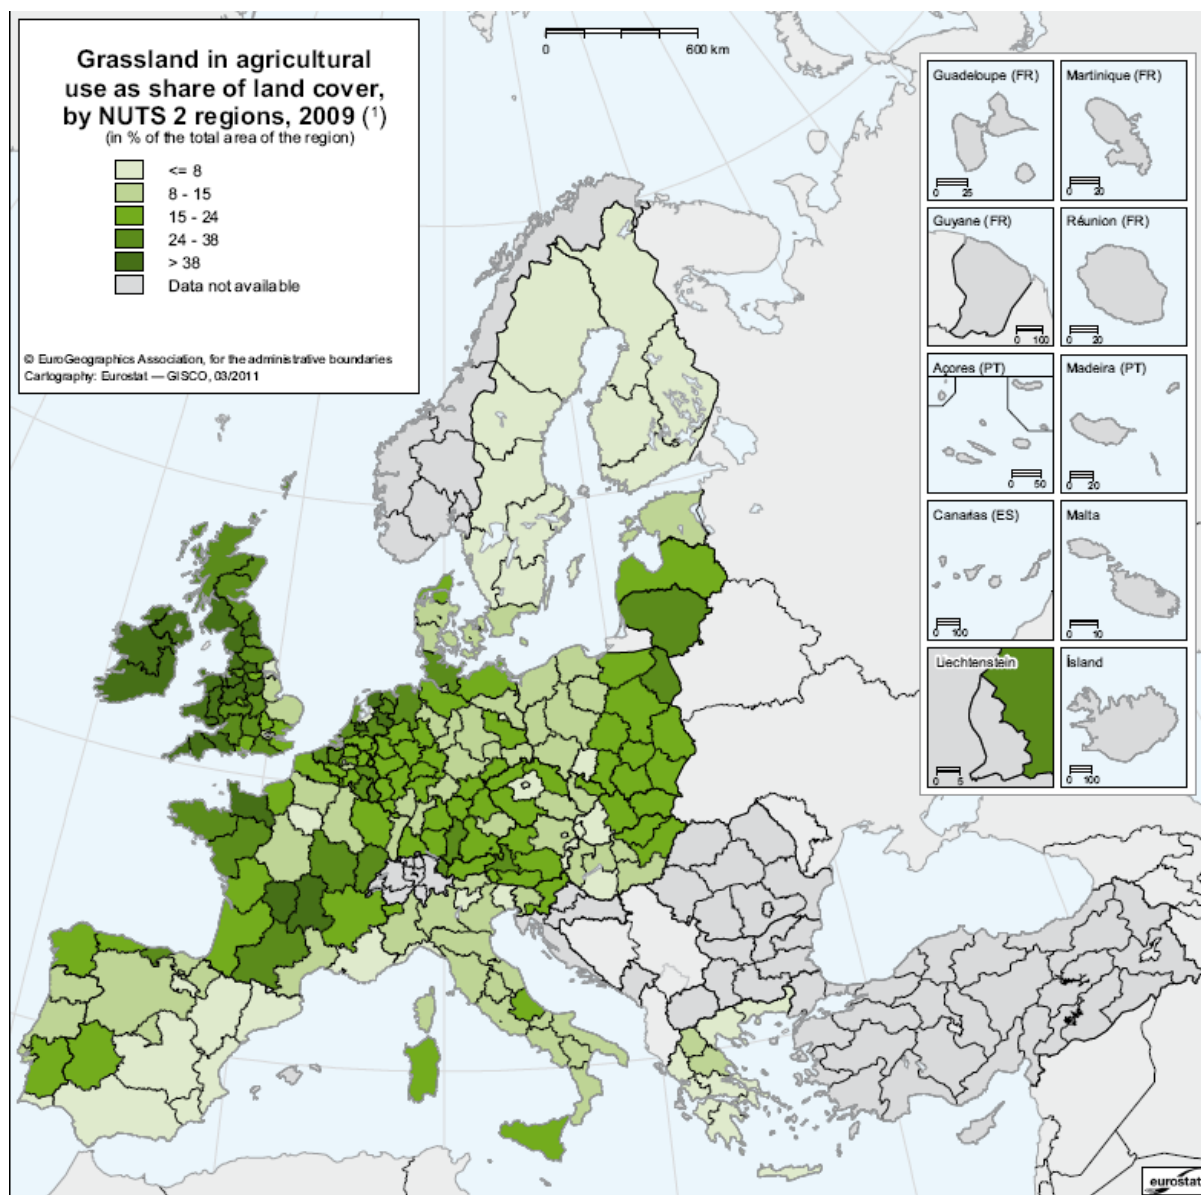 Grassland in agricultural
use as share of land cover,
by NUTS 2 regions, 2009 (¹)
(in % of the total area of the region)
<= 8
8 - 15
15 - 24
24 - 38
> 38
Data not available
© EuroGeographics Association, for the administrative boundaries
Cartography: Eurostat — GISCO, 03/2011
0 600 km
Guadeloupe (FR)
0 25
Martinique (FR)
0 20
Guyane (FR)
0 100
Réunion (FR)
0 20
Açores (PT)
0 50
Madeira (PT)
0 20
Canarias (ES)
0 100
Malta
0 10
Liechtenstein
0 5
Ísland
0 100
eurostat